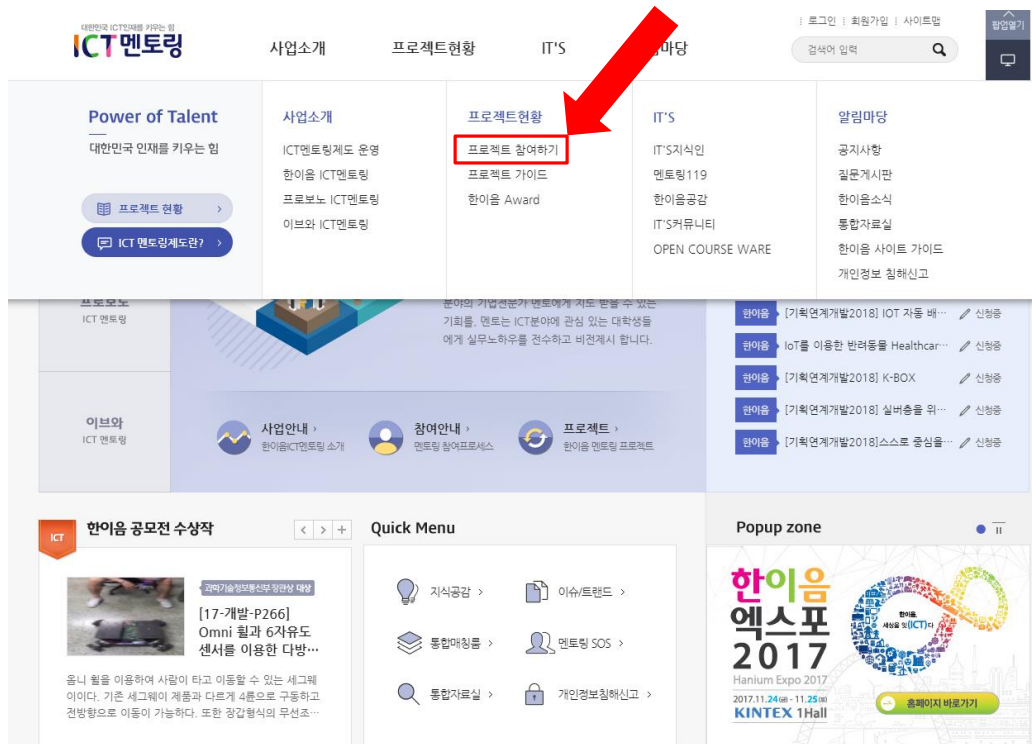 대한민국 ICT인재를 키우는 힘
ICT멘토링
로그인 | 회원가입 | 사이트맵
팝업열기
사업소개 프로젝트현황 IT'S 마당
검색어 입력
Power of Talent
대한민국 인재를 키우는 힘
프로젝트 현황 >
ICT 멘토링제도란? >
사업소개
ICT멘토링제도 운영
한이음 ICT멘토링
프로보노 ICT멘토링
이브와 ICT멘토링
프로젝트현황
프로젝트 참여하기
프로젝트 가이드
한이음 Award
IT'S
IT'S지식인
멘토링119
한이음공감
IT'S커뮤니티
OPEN COURSE WARE
알림마당
공지사항
질문게시판
한이음소식
통합자료실
한이음 사이트 가이드
개인정보 침해신고
프로보노
ICT 멘토링
이브와
ICT 멘토링
분야의 기업전문가 멘토에게 지도 받을 수 있는
기회를, 멘토는 ICT분야에 관심 있는 대학생들
에게 실무노하우를 전수하고 비전제시 합니다.
사업안내 >
한이음ICT멘토링 소개
참여안내 >
멘토링 참여프로세스
프로젝트 >
한이음 멘토링 프로젝트
한이음 [기획연계개발2018] IOT 자동 배… 신청중
한이음 IoT를 이용한 반려동물 Healthcar… 신청중
한이음 [기획연계개발2018] K-BOX 신청중
한이음 [기획연계개발2018] 실버층을 위… 신청중
한이음 [기획연계개발2018]스스로 중심을… 신청중
ICT
한이음 공모전 수상작 < > +
과학기술정보통신부 장관상 대상
[17-개발-P266]
Omni 휠과 6자유도
센서를 이용한 다방…
옴니 휠을 이용하여 사람이 타고 이동할 수 있는 세그웨
이이다. 기존 세그웨이 제품과 다르게 4륜으로 구동하고
전방향으로 이동이 가능하다. 또한 장갑형식의 무선조…
Quick Menu
지식공감 > 이슈/트랜드 >
통합매칭룸 > 멘토링 SOS >
통합자료실 > 개인정보침해신고 >
Popup zone
한이음
엑스포
2017
Hanium Expo 2017
2017.11.24(금) - 11.25(토)
KINTEX 1Hall
한이음,
세상을 잇(ICT)다
홈페이지 바로가기